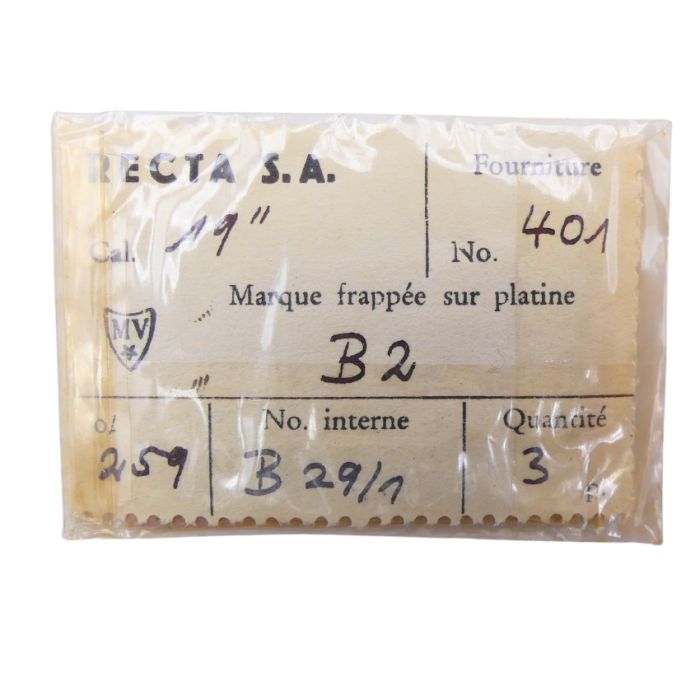 RECTA S.A.
Fourniture
Cal. 19'''
No. 401
Marque frappée sur platine
MV
B2
No. interne
Quantité
259
B 29/1
3 p.